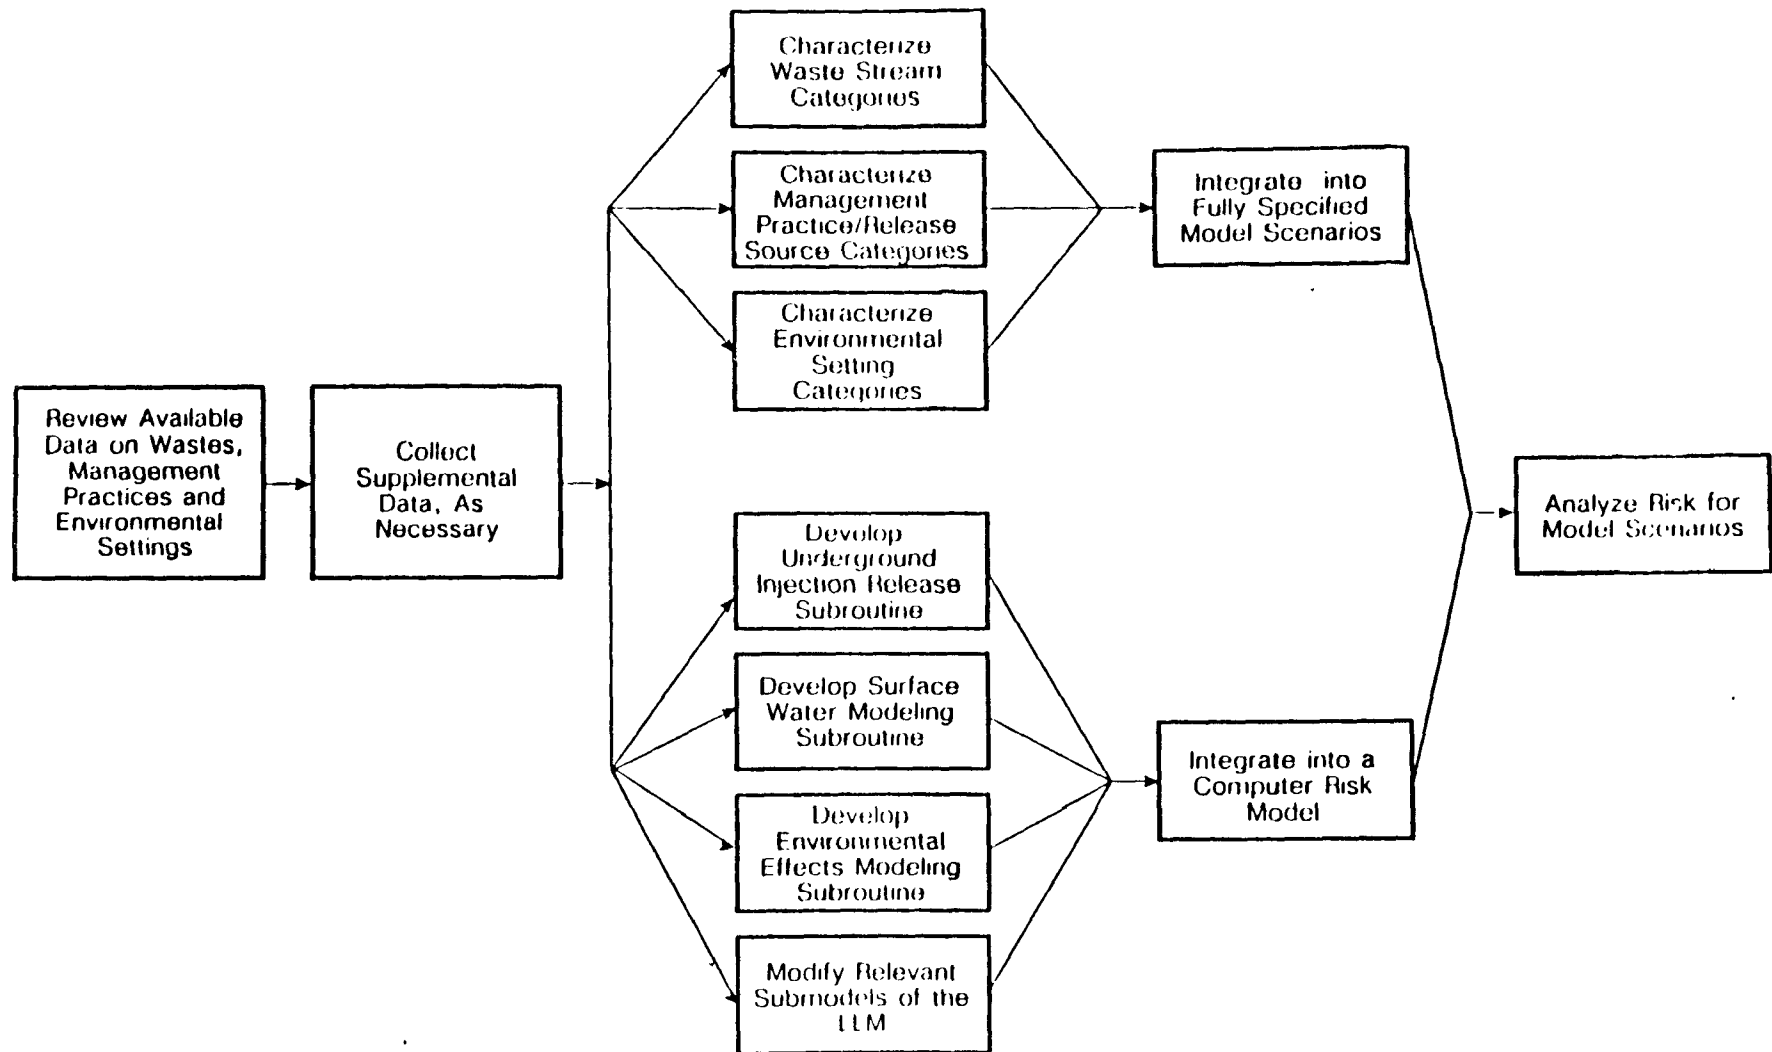 Characterize
Waste Stream
Categories
Characterize
Management
Practice/Release
Source Categories
Characterize
Environmental
Setting
Categories
Integrate into
Fully Specified
Model Scenarios
Review Available
Data on Wastes,
Management
Practices and
Environmental
Settings
Collect
Supplemental
Data, As
Necessary
Develop
Underground
Injection Release
Subroutine
Develop Surface
Water Modeling
Subroutine
Develop
Environmental
Effects Modeling
Subroutine
Modify Relevant
Submodels of the
LLM
Integrate into a
Computer Risk
Model
Analyze Risk for
Model Scenarios